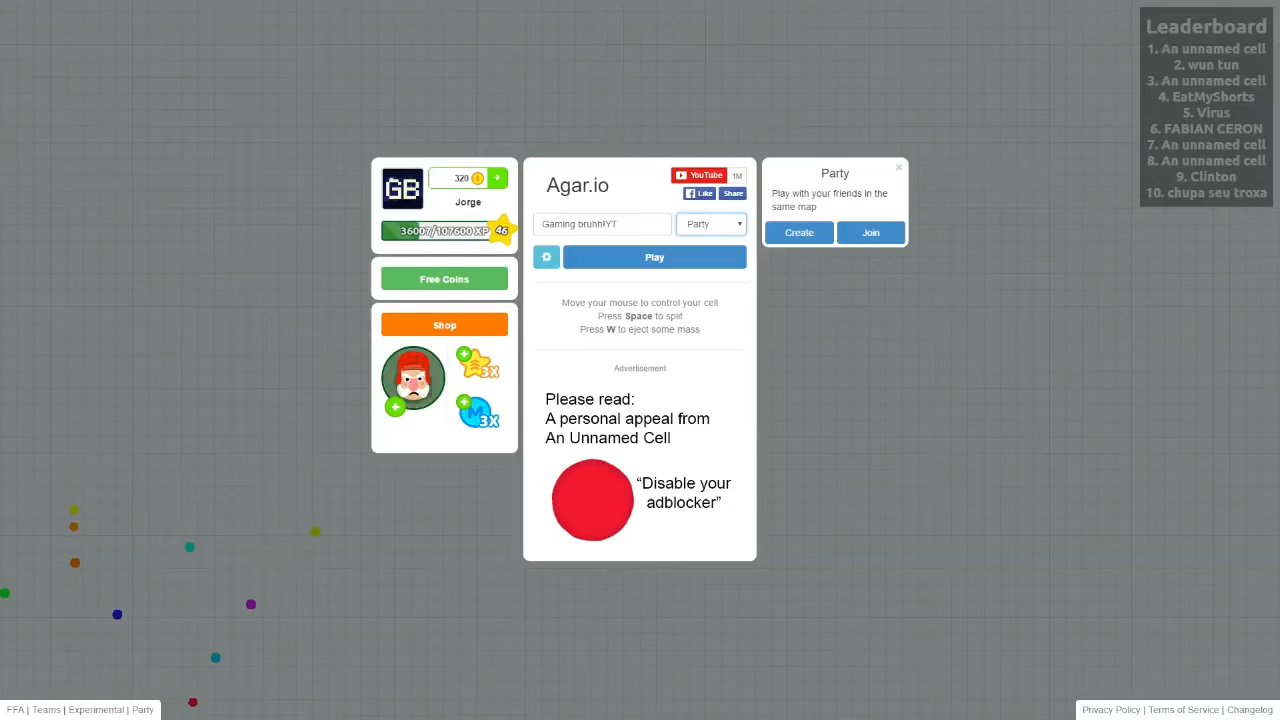 Leaderboard
1. An unnamed cell
2. wun tun
3. An unnamed cell
4. EatMyShorts
5. Virus
6. FABIAN CERON
7. An unnamed cell
8. An unnamed cell
9. Clinton
10. chupa seu troxa
GB
320
+
Jorge
36007/107600 XP
46
Free Coins
Shop
3X
M 3X
Agar.io
YouTube 1M
Like Share
Gaming bruhh!YT
Party
Play
Move your mouse to control your cell
Press Space to split
Press W to eject some mass
Advertisement
Please read:
A personal appeal from
An Unnamed Cell
“Disable your
adblocker”
Party
×
Play with your friends in the
same map
Create
Join
FFA | Teams | Experimental | Party
Privacy Policy | Terms of Service | Changelog